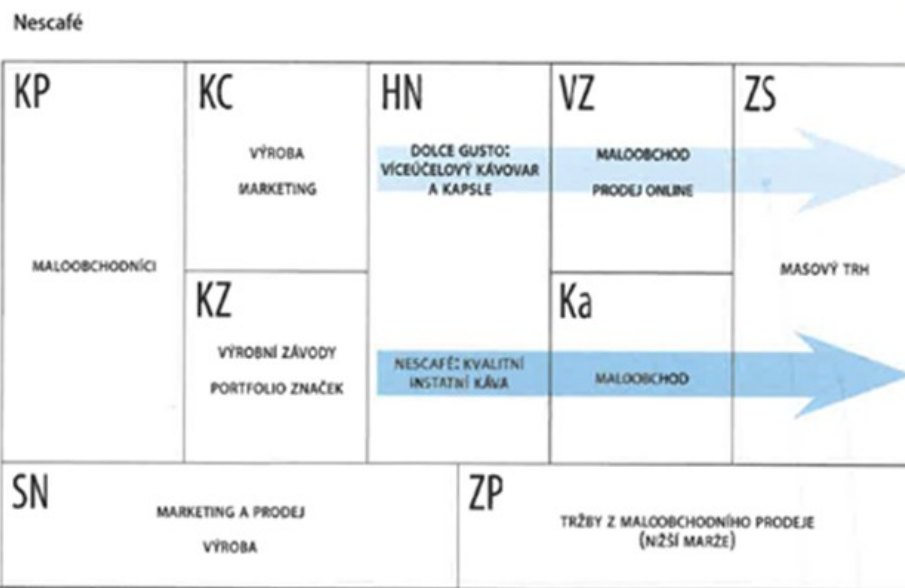 Nescafé
KP
MALOOBCHODNÍCI
KC
VÝROBA
MARKETING
KZ
VÝROBNÍ ZÁVODY
PORTFOLIO ZNAČEK
HN
DOLCE GUSTO:
VÍCEÚČELOVÝ KÁVOVAR
A KAPSLE
NESCAFÉ: KVALITNÍ
INSTATNÍ KÁVA
VZ
MALOOBCHOD
PRODEJ ONLINE
Ka
MALOOBCHOD
ZS
MASOVÝ TRH
SN
MARKETING A PRODEJ
VÝROBA
ZP
TRŽBY Z MALOOBCHODNÍHO PRODEJE
(NIŽŠÍ MARŽE)